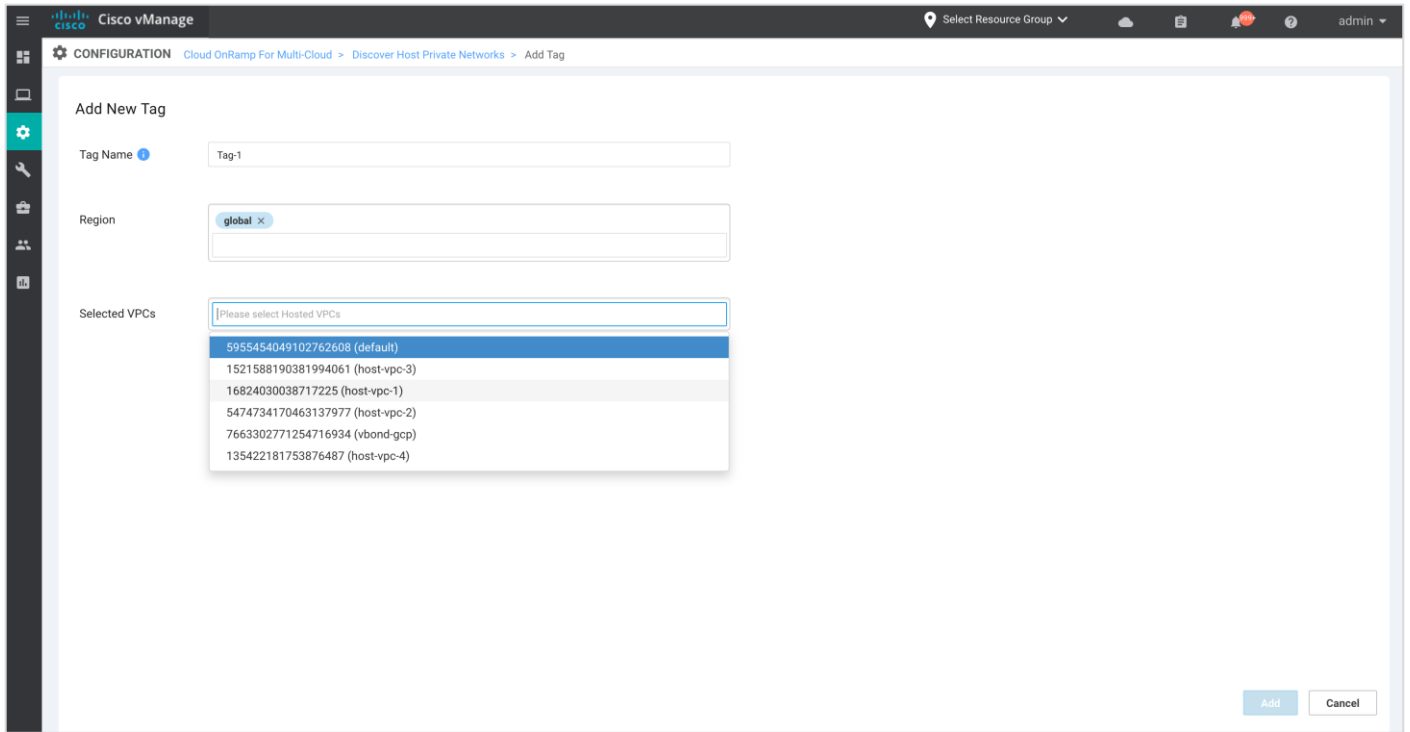 cisco Cisco vManage Select Resource Group 999+ admin
CONFIGURATION Cloud OnRamp For Multi-Cloud > Discover Host Private Networks > Add Tag
Add New Tag
Tag Name Tag-1
Region global ×
Selected VPCs Please select Hosted VPCs
5955454049102762608 (default)
1521588190381994061 (host-vpc-3)
16824030038717225 (host-vpc-1)
5474734170463137977 (host-vpc-2)
7663302771254716934 (vbond-gcp)
135422181753876487 (host-vpc-4)
Add Cancel